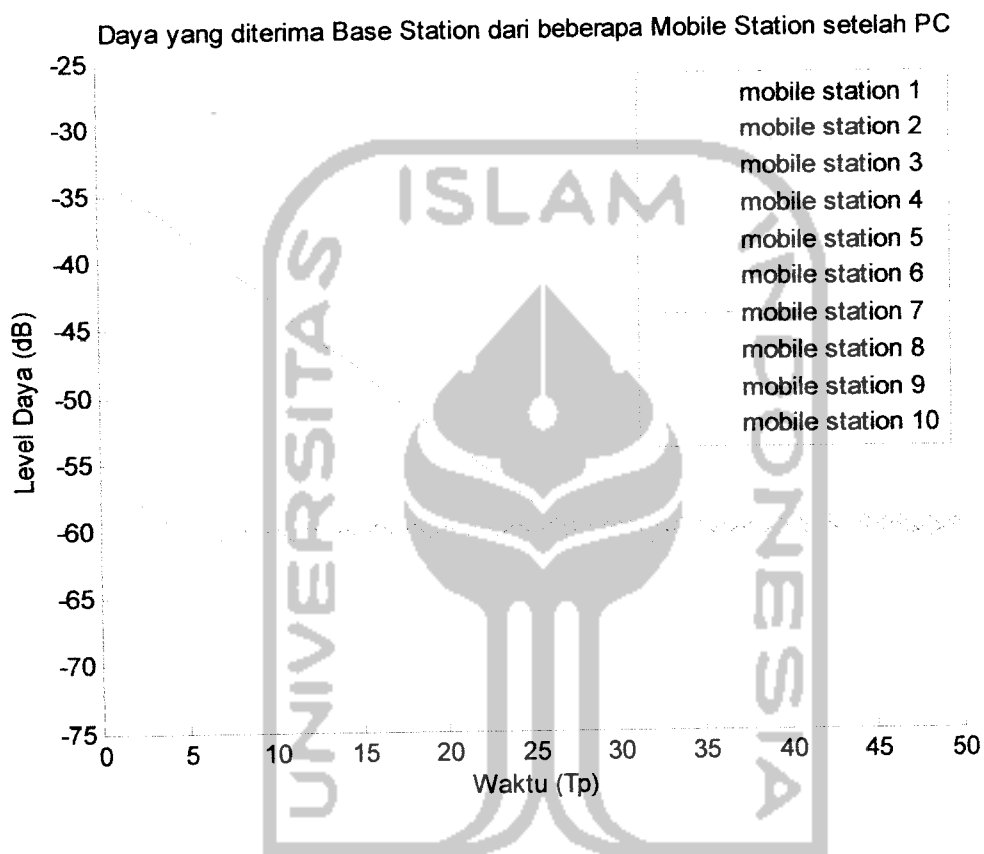 Daya yang diterima Base Station dari beberapa Mobile Station setelah PC
-25
-30
-35
-40
-45
-50
-55
-60
-65
-70
-75
Level Daya (dB)
0 5 10 15 20 25 30 35 40 45 50
Waktu (Tp)
mobile station 1
mobile station 2
mobile station 3
mobile station 4
mobile station 5
mobile station 6
mobile station 7
mobile station 8
mobile station 9
mobile station 10
UNIVERSITAS
ISLAM
INDONESIA